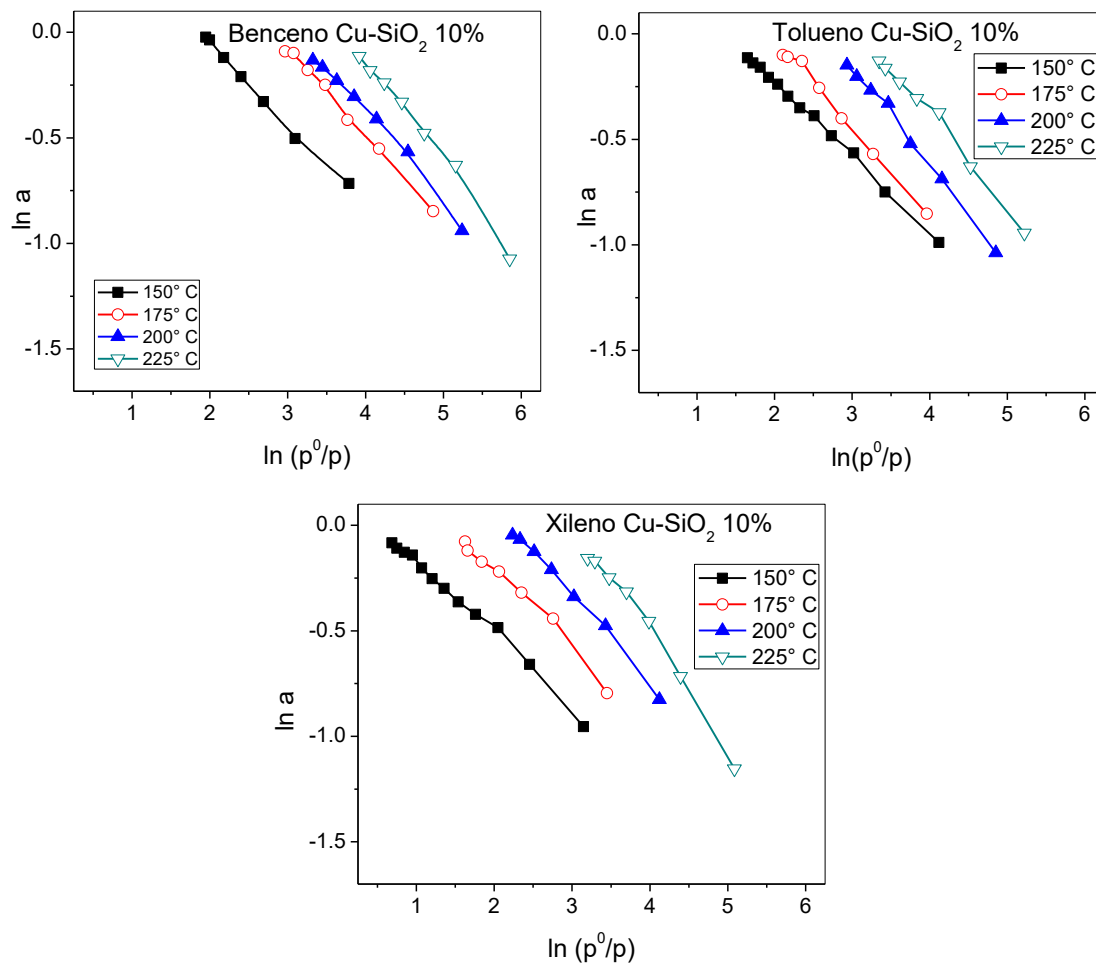 Benceno Cu-SiO2 10%
0.0
-0.5
-1.0
-1.5
ln a
150° C
175° C
200° C
225° C
1 2 3 4 5 6
ln (p0/p)
Tolueno Cu-SiO2 10%
0.0
-0.5
-1.0
-1.5
ln a
150° C
175° C
200° C
225° C
1 2 3 4 5 6
ln(p0/p)
Xileno Cu-SiO2 10%
0.0
-0.5
-1.0
-1.5
ln a
150° C
175° C
200° C
225° C
1 2 3 4 5 6
ln (p0/p)